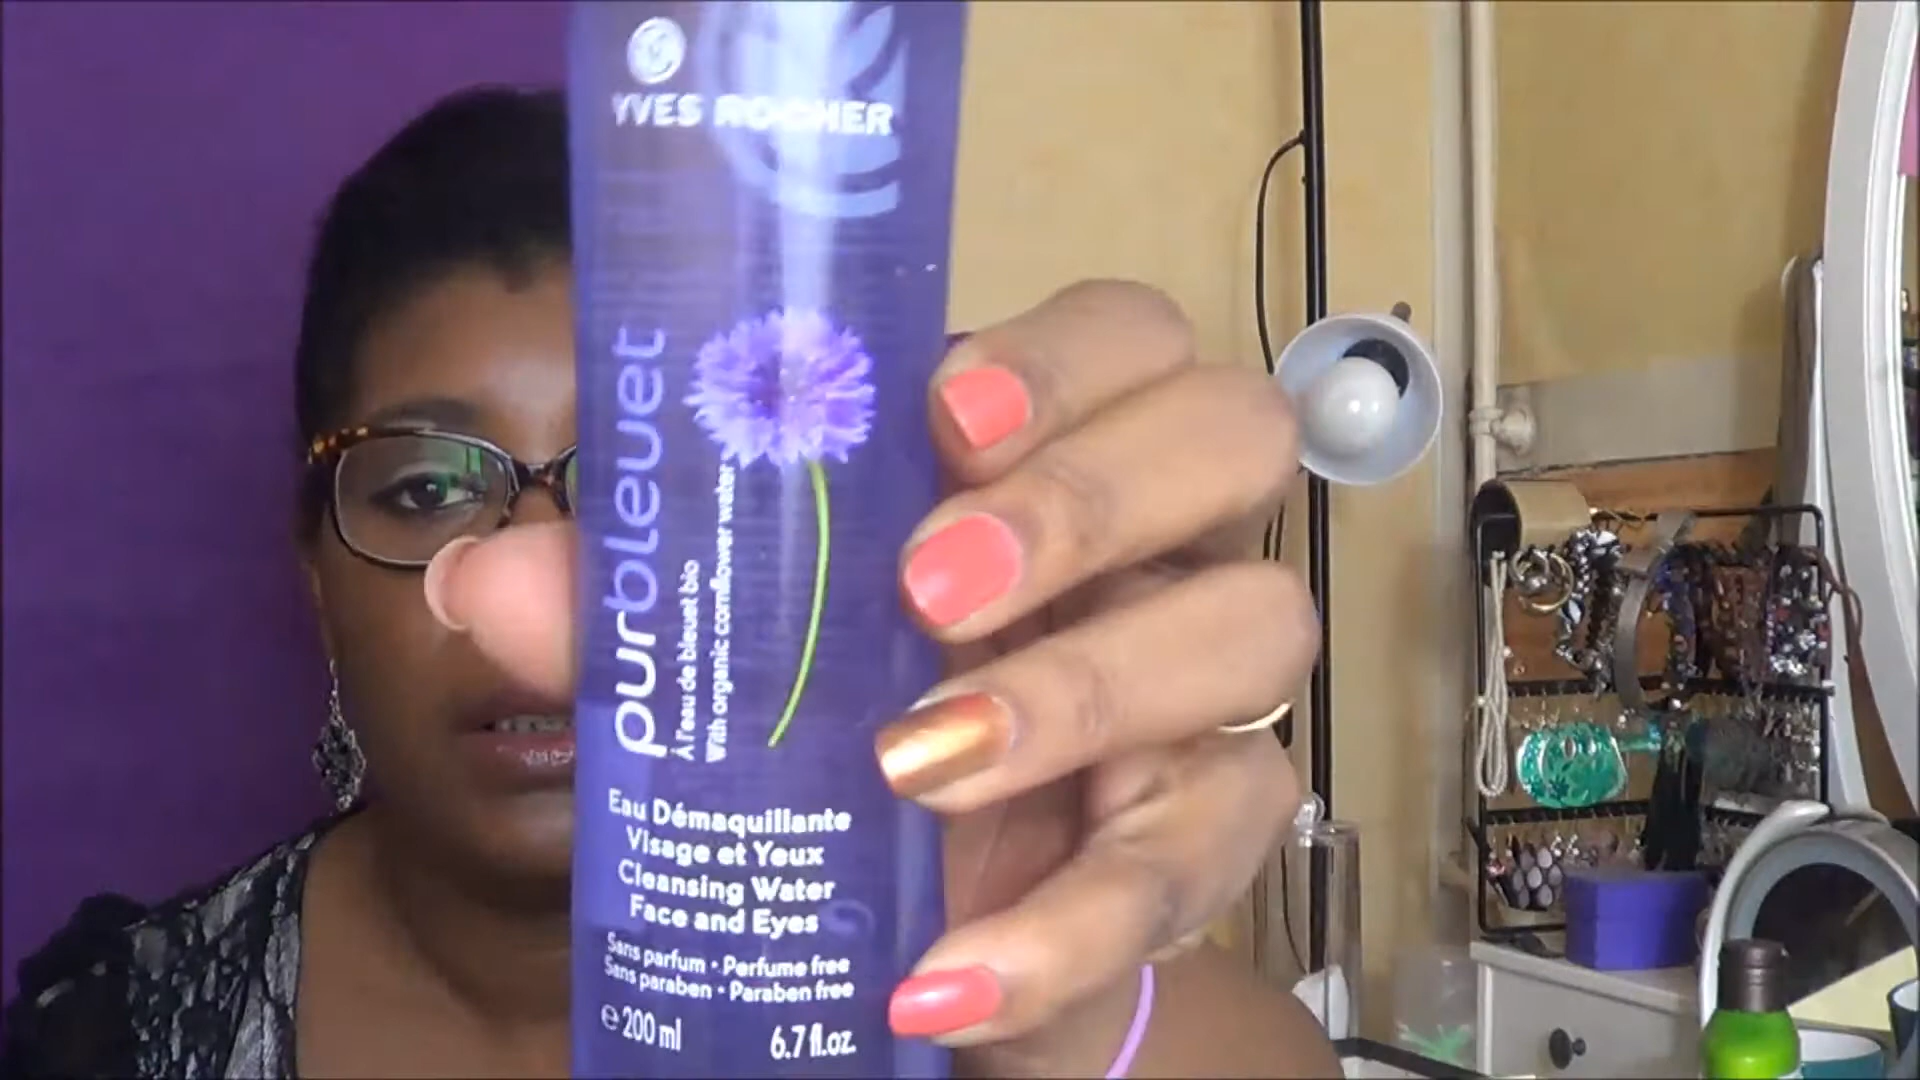 YVES ROCHER
purbleuet
À l'eau de bleuet bio
With organic cornflower water
Eau Démaquillante
Visage et Yeux
Cleansing Water
Face and Eyes
Sans parfum • Perfume free
Sans paraben • Paraben free
℮ 200 ml 6.7 fl.oz.